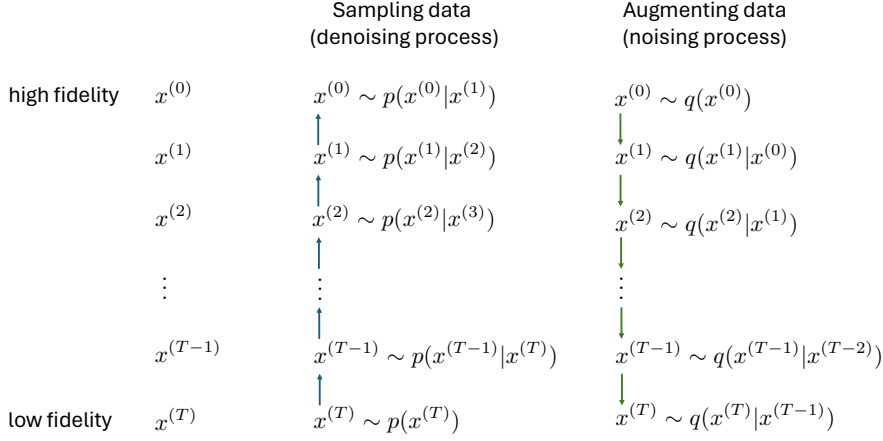 Sampling data Augmenting data
(denoising process) (noising process)
high fidelity x^{(0)} x^{(0)} ∼ p(x^{(0)}|x^{(1)}) x^{(0)} ∼ q(x^{(0)})
x^{(1)} x^{(1)} ∼ p(x^{(1)}|x^{(2)}) x^{(1)} ∼ q(x^{(1)}|x^{(0)})
x^{(2)} x^{(2)} ∼ p(x^{(2)}|x^{(3)}) x^{(2)} ∼ q(x^{(2)}|x^{(1)})
⋮ ⋮ ⋮
x^{(T−1)} x^{(T−1)} ∼ p(x^{(T−1)}|x^{(T)}) x^{(T−1)} ∼ q(x^{(T−1)}|x^{(T−2)})
low fidelity x^{(T)} x^{(T)} ∼ p(x^{(T)}) x^{(T)} ∼ q(x^{(T)}|x^{(T−1)})